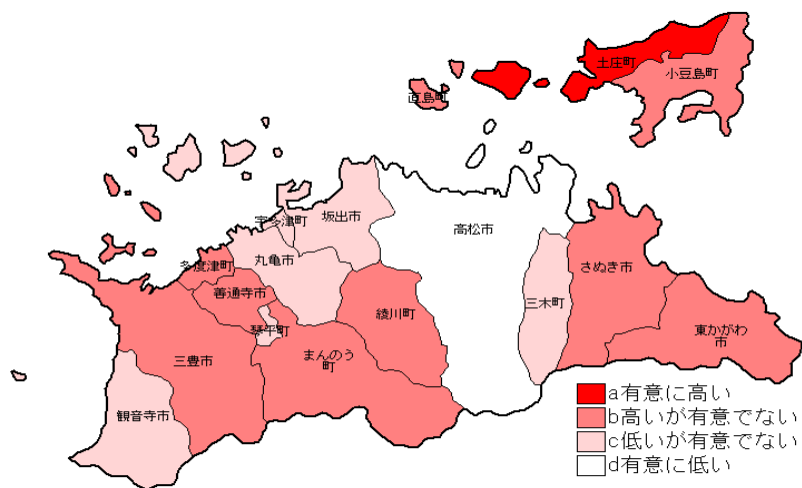 土庄町
小豆島町
直島町
宇多津町
坂出市
高松市
多度津町
丸亀市
さぬき市
善通寺市
三木町
綾川町
琴平町
東かがわ
市
三豊市
まんのう
町
観音寺市
a有意に高い
b高いが有意でない
c低いが有意でない
d有意に低い